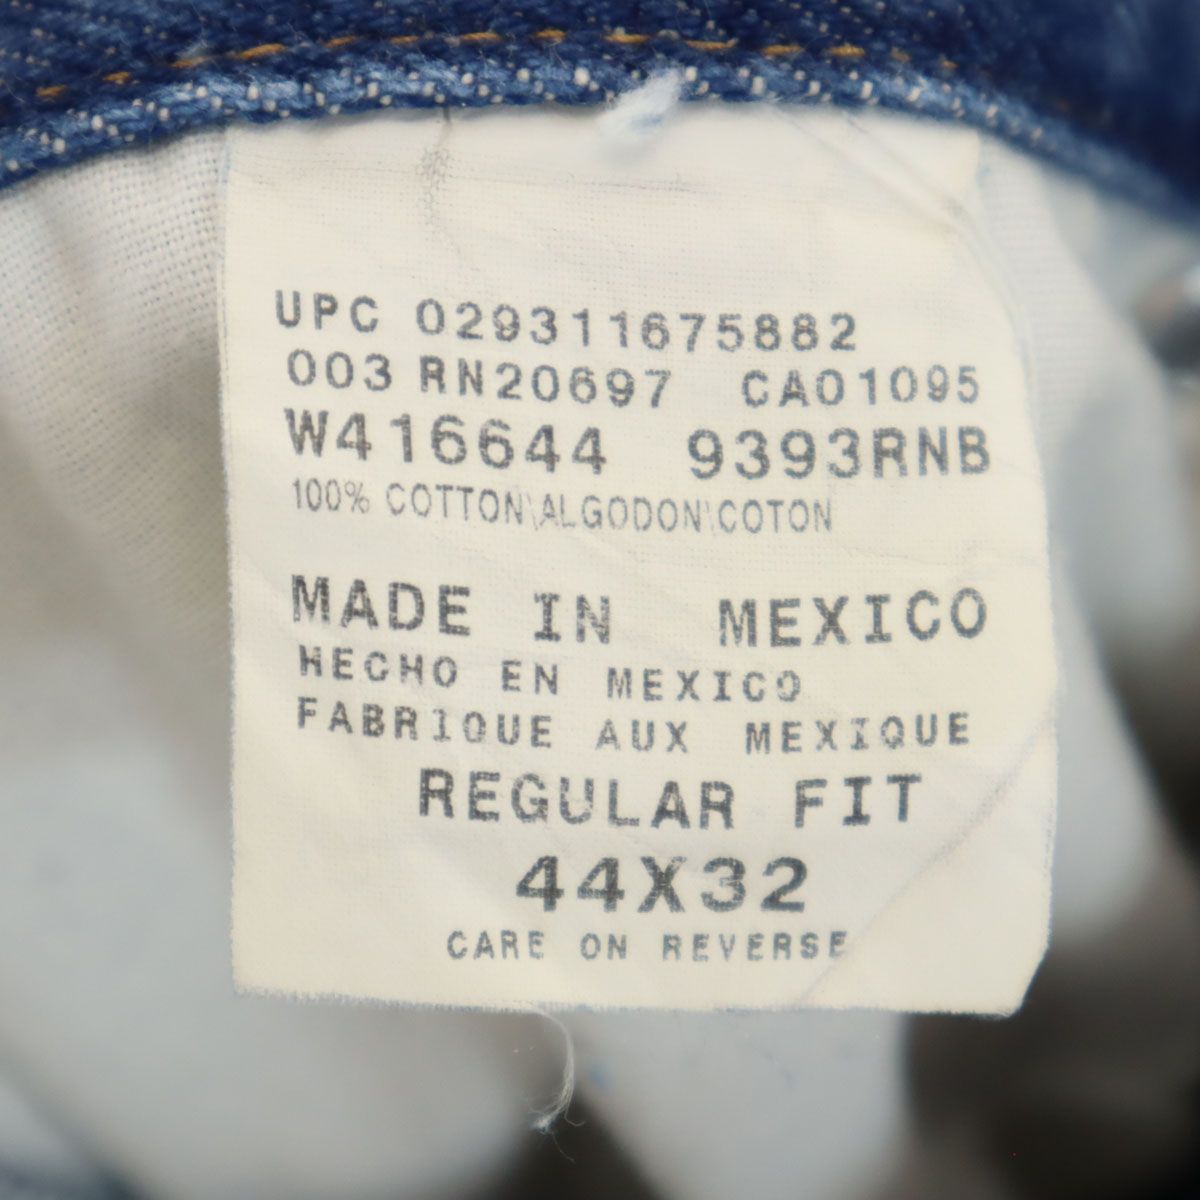 UPC 029311675882
003 RN20697 CA01095
W416644 9393RNB
100% COTTON\ALGODON\COTON
MADE IN MEXICO
HECHO EN MEXICO
FABRIQUE AUX MEXIQUE
REGULAR FIT
44X32
CARE ON REVERSE